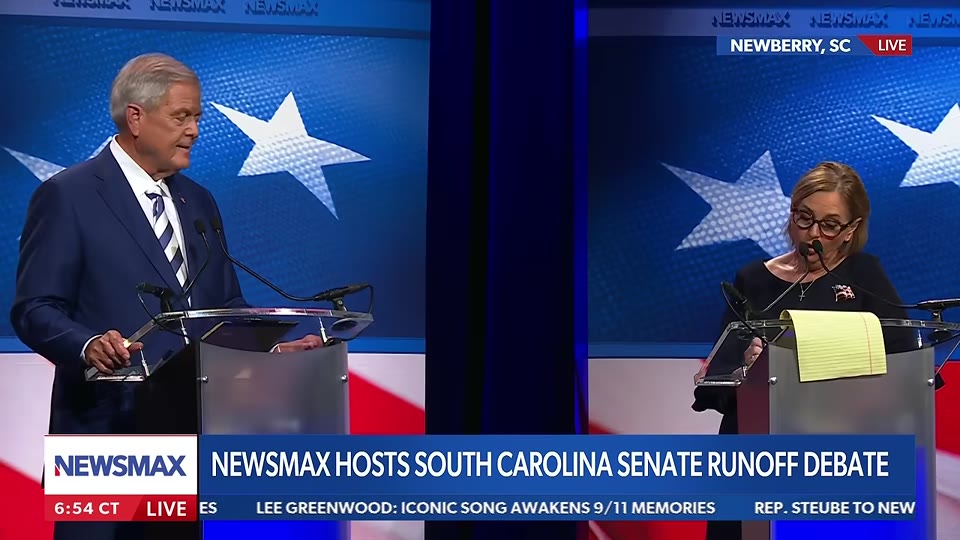 NEWSMAX
NEWSMAX
NEWSMAX
NEWSMAX
NEWSMAX
NEWBERRY, SC
LIVE
NEWSMAX
NEWSMAX HOSTS SOUTH CAROLINA SENATE RUNOFF DEBATE
6:54 CT
LIVE
ES LEE GREENWOOD: ICONIC SONG AWAKENS 9/11 MEMORIES REP. STEUBE TO NEW